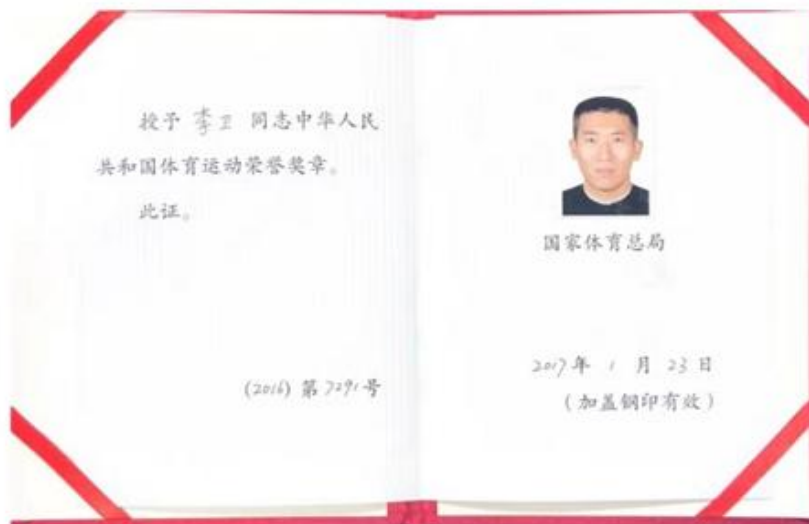 授予 李卫 同志中华人民
共和国体育运动荣誉奖章。
此证。
(2016) 第7291号
国家体育总局
2017年 1 月 23 日
(加盖钢印有效)